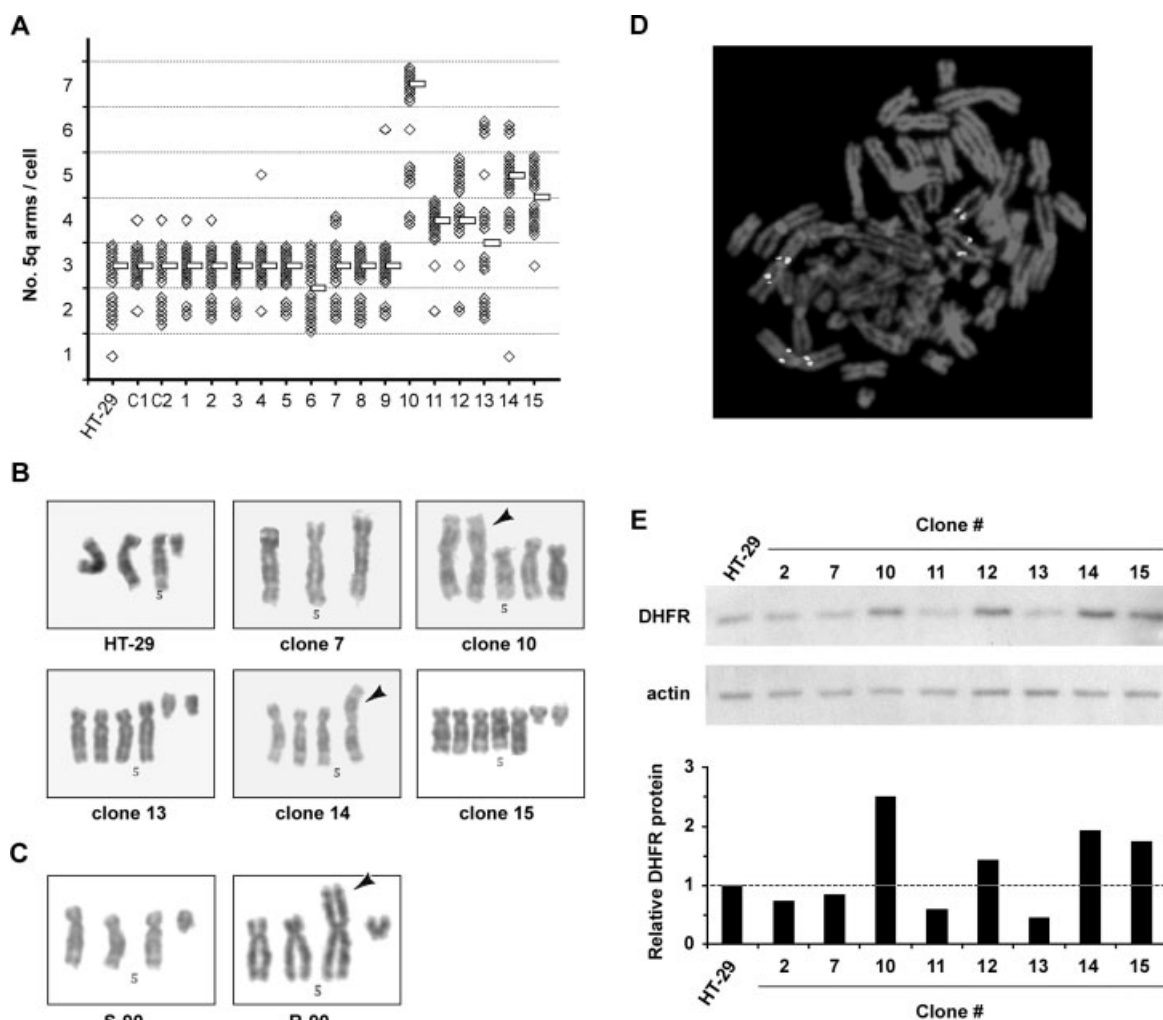 A
No. 5q arms / cell
7
6
5
4
3
2
1
HT-29 C1 C2 1 2 3 4 5 6 7 8 9 10 11 12 13 14 15
B
5
HT-29
5
clone 7
5
clone 10
5
clone 13
5
clone 14
5
clone 15
C
5
5
D
E
Clone #
HT-29 2 7 10 11 12 13 14 15
DHFR
actin
Relative DHFR protein
3
2
1
0
HT-29 2 7 10 11 12 13 14 15
Clone #